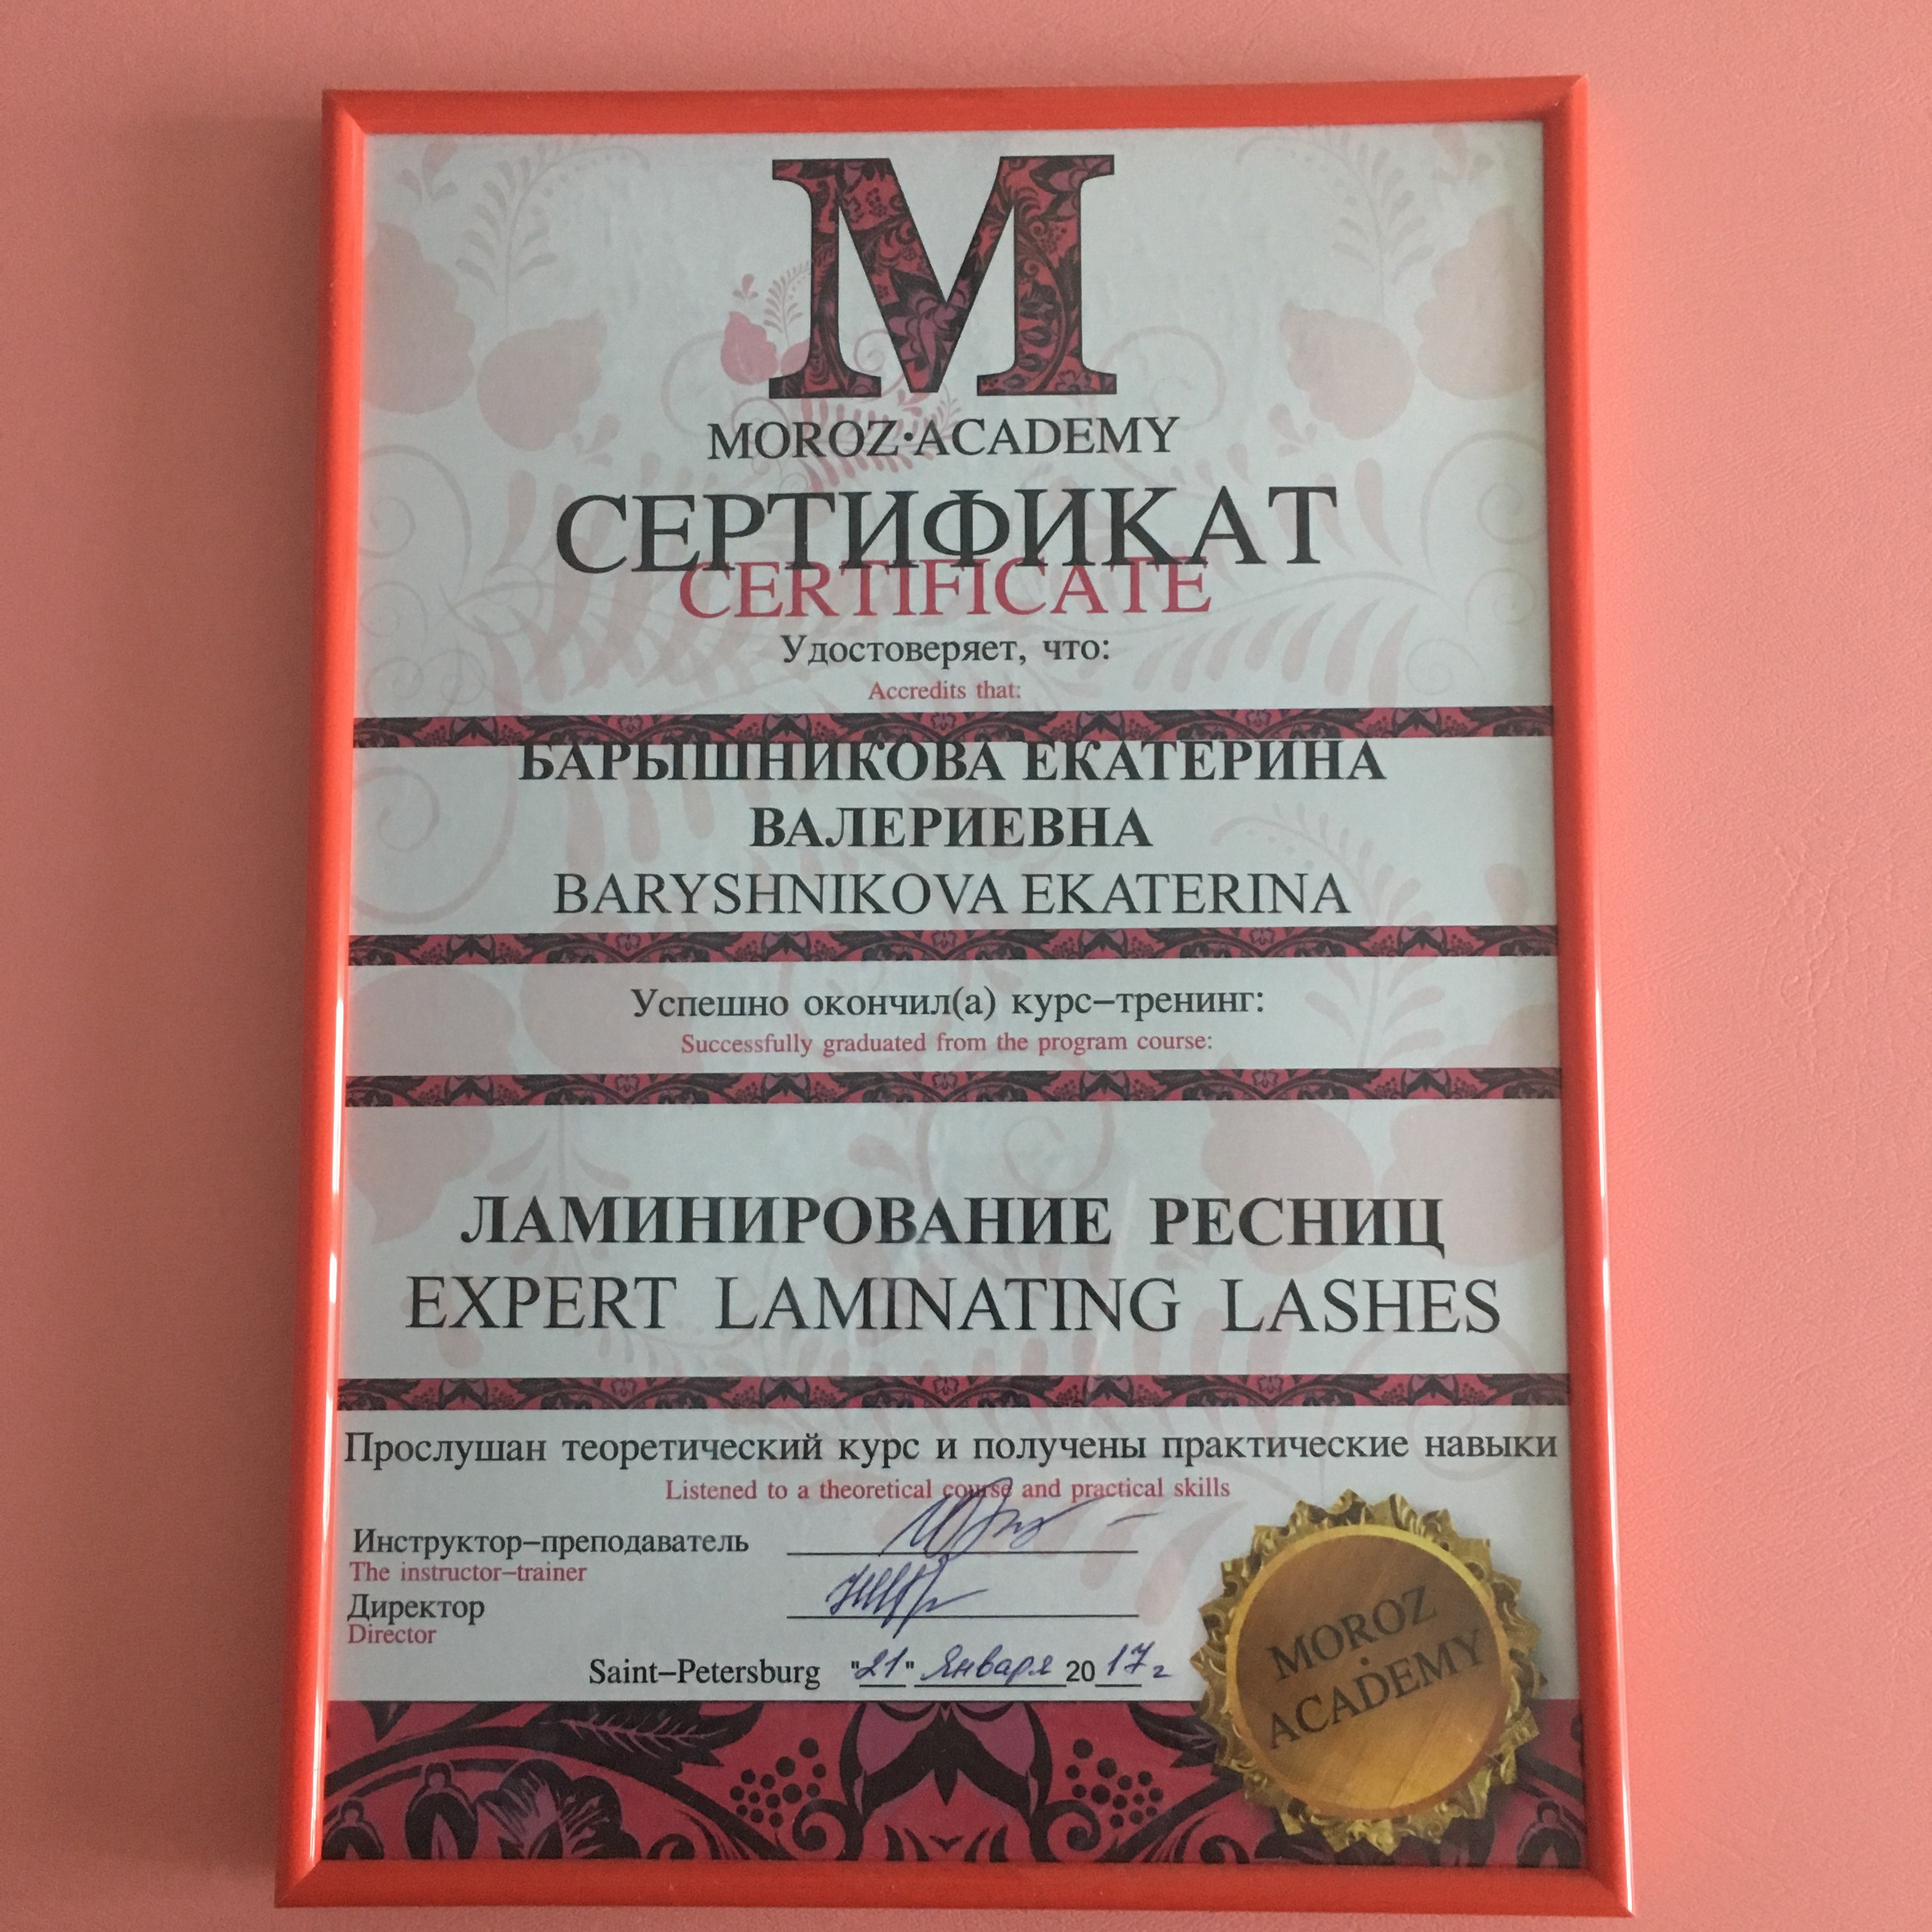 M
MOROZ·ACADEMY
СЕРТИФИКАТ
CERTIFICATE
Удостоверяет, что:
Accredits that:
БАРЫШНИКОВА ЕКАТЕРИНА
ВАЛЕРИЕВНА
BARYSHNIKOVA EKATERINA
Успешно окончил(а) курс–тренинг:
Successfully graduated from the program course:
ЛАМИНИРОВАНИЕ РЕСНИЦ
EXPERT LAMINATING LASHES
Прослушан теоретический курс и получены практические навыки
Listened to a theoretical course and practical skills
Инструктор–преподаватель
The instructor–trainer
Директор
Director
Saint–Petersburg "21" Января 2017г
MOROZ
·
ACADEMY